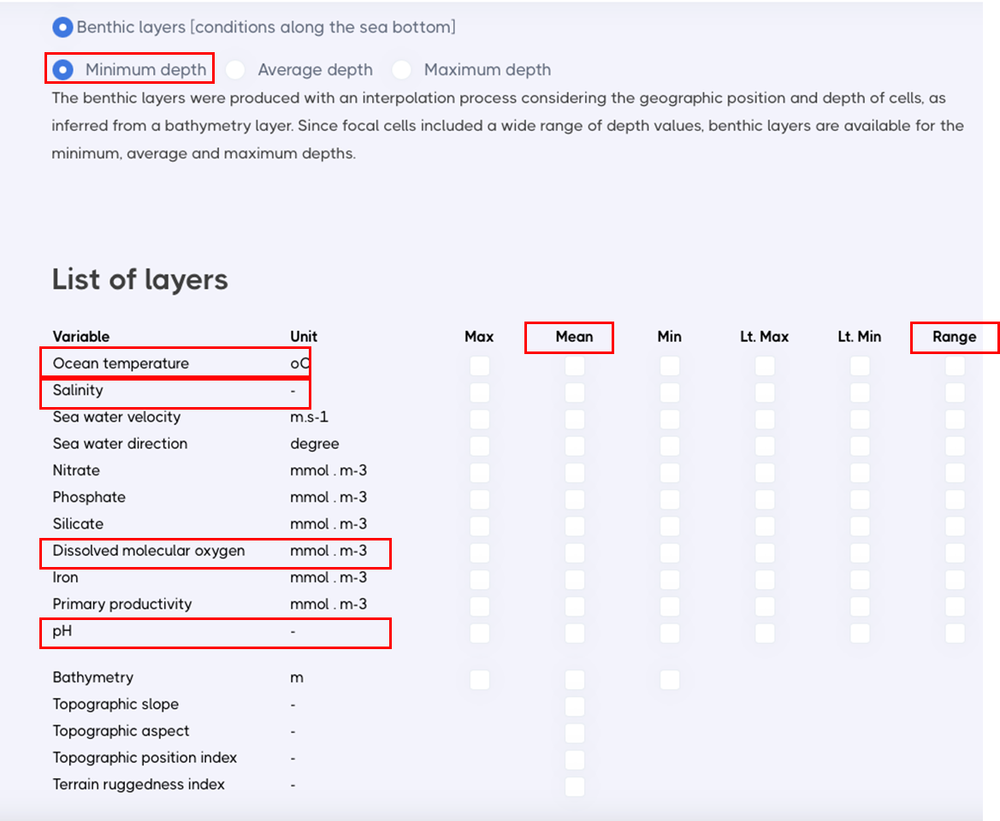 Benthic layers [conditions along the sea bottom]
Minimum depth Average depth Maximum depth
The benthic layers were produced with an interpolation process considering the geographic position and depth of cells, as
inferred from a bathymetry layer. Since focal cells included a wide range of depth values, benthic layers are available for the
minimum, average and maximum depths.
List of layers
Variable Unit Max Mean Min Lt. Max Lt. Min Range
Ocean temperature oC
Salinity -
Sea water velocity m.s-1
Sea water direction degree
Nitrate mmol . m-3
Phosphate mmol . m-3
Silicate mmol . m-3
Dissolved molecular oxygen mmol . m-3
Iron mmol . m-3
Primary productivity mmol . m-3
pH -
Bathymetry m
Topographic slope -
Topographic aspect -
Topographic position index -
Terrain ruggedness index -